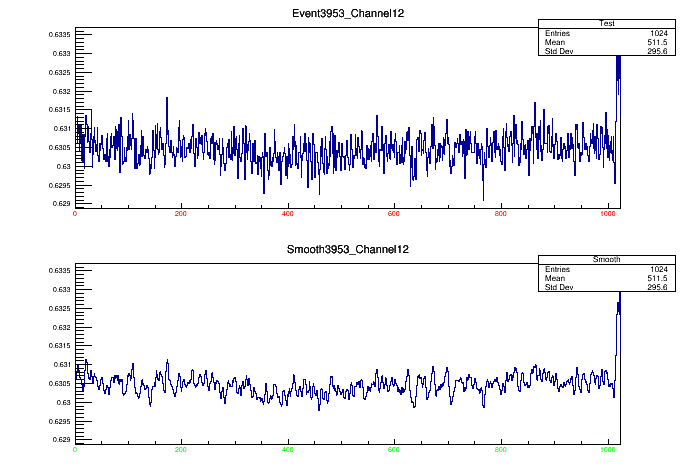 Event3953_Channel12
Test
Entries 1024
Mean 511.5
Std Dev 295.6
0.6335
0.633
0.6325
0.632
0.6315
0.631
0.6305
0.63
0.6295
0.629
0 200 400 600 800 1000
Smooth3953_Channel12
Smooth
Entries 1024
Mean 511.5
Std Dev 295.6
0.6335
0.633
0.6325
0.632
0.6315
0.631
0.6305
0.63
0.6295
0.629
0 200 400 600 800 1000